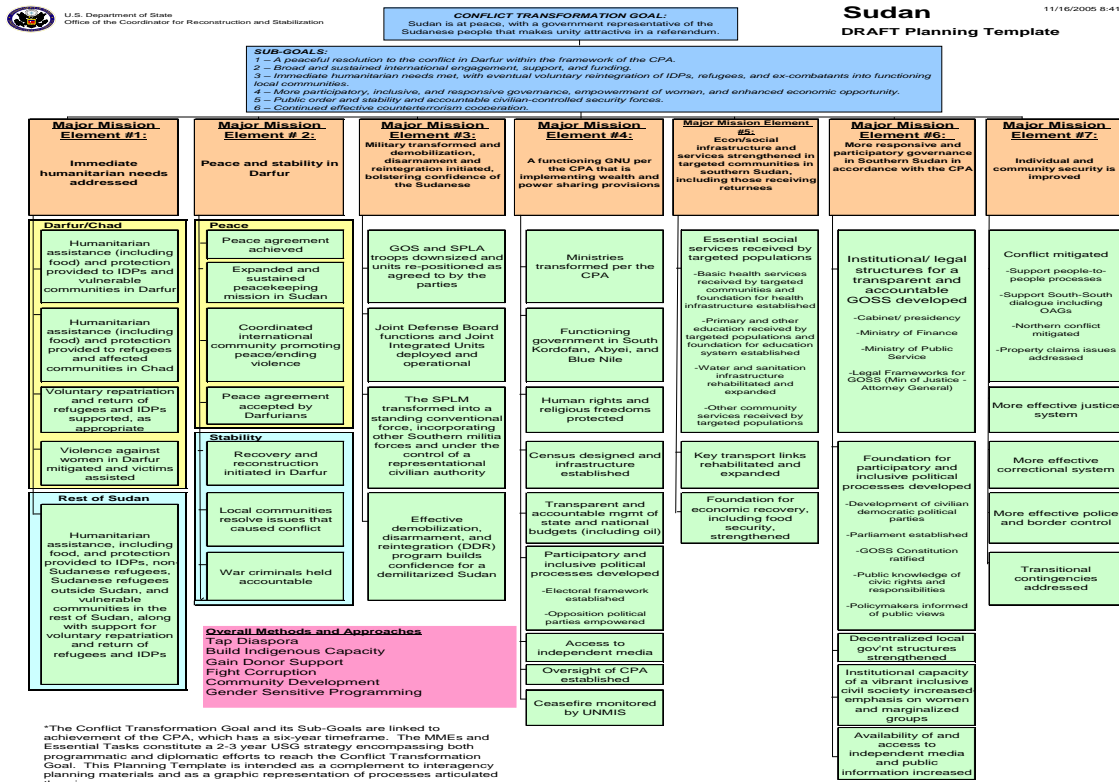 U.S. Department of State
Office of the Coordinator for Reconstruction and Stabilization
CONFLICT TRANSFORMATION GOAL:
Sudan is at peace, with a government representative of the
Sudanese people that makes unity attractive in a referendum.
Sudan
DRAFT Planning Template
11/16/2005 8:41
SUB-GOALS:
1 – A peaceful resolution to the conflict in Darfur within the framework of the CPA.
2 – Broad and sustained international engagement, support, and funding.
3 – Immediate humanitarian needs met, with eventual voluntary reintegration of IDPs, refugees, and ex-combatants into functioning
local communities.
4 – More participatory, inclusive, and responsive governance, empowerment of women, and enhanced economic opportunity.
5 – Public order and stability and accountable civilian-controlled security forces.
6 – Continued effective counterterrorism cooperation.
Major Mission
Element #1:
Immediate
humanitarian needs
addressed
Darfur/Chad
Humanitarian
assistance (including
food) and protection
provided to IDPs and
vulnerable
communities in Darfur
Humanitarian
assistance (including
food) and protection
provided to refugees
and affected
communities in Chad
Voluntary repatriation
and return of
refugees and IDPs
supported, as
appropriate
Violence against
women in Darfur
mitigated and victims
assisted
Rest of Sudan
Humanitarian
assistance, including
food, and protection
provided to IDPs, non-
Sudanese refugees,
Sudanese refugees
outside Sudan, and
vulnerable
communities in the
rest of Sudan, along
with support for
voluntary repatriation
and return of
refugees and IDPs
Major Mission
Element # 2:
Peace and stability in
Darfur
Peace
Peace agreement
achieved
Expanded and
sustained
peacekeeping
mission in Sudan
Coordinated
international
community promoting
peace/ending
violence
Peace agreement
accepted by
Darfurians
Stability
Recovery and
reconstruction
initiated in Darfur
Local communities
resolve issues that
caused conflict
War criminals held
accountable
Major Mission
Element #3:
Military transformed and
demobilization,
disarmament and
reintegration initiated,
bolstering confidence of
the Sudanese
GOS and SPLA
troops downsized and
units re-positioned as
agreed to by the
parties
Joint Defense Board
functions and Joint
Integrated Units
deployed and
operational
The SPLM
transformed into a
standing conventional
force, incorporating
other Southern militia
forces and under the
control of a
representational
civilian authority
Effective
demobilization,
disarmament, and
reintegration (DDR)
program builds
confidence for a
demilitarized Sudan
Major Mission
Element #4:
A functioning GNU per
the CPA that is
implementing wealth and
power sharing provisions
Ministries
transformed per the
CPA
Functioning
government in South
Kordofan, Abyei, and
Blue Nile
Human rights and
religious freedoms
protected
Census designed and
infrastructure
established
Transparent and
accountable mgmt of
state and national
budgets (including oil)
Participatory and
inclusive political
processes developed
-Electoral framework
established
-Opposition political
parties empowered
Access to
independent media
Oversight of CPA
established
Ceasefire monitored
by UNMIS
Major Mission Element
#5:
Econ/social
infrastructure and
services strengthened in
targeted communities in
southern Sudan,
including those receiving
returnees
Essential social
services received by
targeted populations
-Basic health services
received by targeted
communities and
foundation for health
infrastructure established
-Primary and other
education received by
targeted populations and
foundation for education
system established
-Water and sanitation
infrastructure
rehabilitated and
expanded
-Other community
services received by
targeted populations
Key transport links
rehabilitated and
expanded
Foundation for
economic recovery,
including food
security,
strengthened
Major Mission
Element #6:
More responsive and
participatory governance
in Southern Sudan in
accordance with the CPA
Institutional/ legal
structures for a
transparent and
accountable
GOSS developed
-Cabinet/ presidency
-Ministry of Finance
-Ministry of Public
Service
-Legal Frameworks for
GOSS (Min of Justice -
Attorney General)
Foundation for
participatory and
inclusive political
processes developed
-Development of civilian
democratic political
parties
-Parliament established
-GOSS Constitution
ratified
-Public knowledge of
civic rights and
responsibilities
-Policymakers informed
of public views
Decentralized local
gov'nt structures
strengthened
Institutional capacity
of a vibrant inclusive
civil society increased-
emphasis on women
and marginalized
groups
Availability of and
access to
independent media
and public
information increased
Major Mission
Element #7:
Individual and
community security is
improved
Conflict mitigated
-Support people-to-
people processes
-Support South-South
dialogue including
OAGs
-Northern conflict
mitigated
-Property claims issues
addressed
More effective justice
system
More effective
correctional system
More effective police
and border control
Transitional
contingencies
addressed
Overall Methods and Approaches
Tap Diaspora
Build Indigenous Capacity
Gain Donor Support
Fight Corruption
Community Development
Gender Sensitive Programming
*The Conflict Transformation Goal and its Sub-Goals are linked to
achievement of the CPA, which has a six-year timeframe. The MMEs and
Essential Tasks constitute a 2-3 year USG strategy encompassing both
programmatic and diplomatic efforts to reach the Conflict Transformation
Goal. This Planning Template is intended as a complement to interagency
planning materials and as a graphic representation of processes articulated